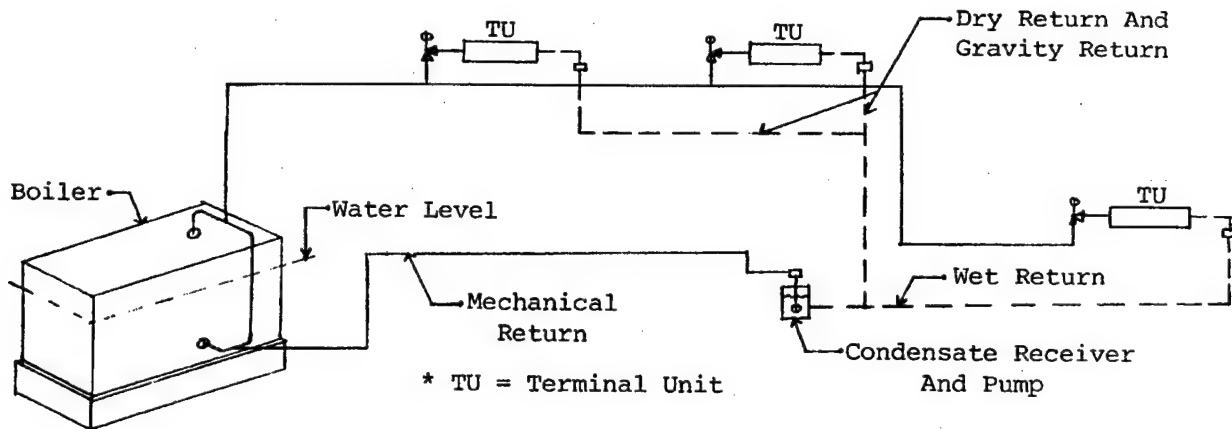 TU
TU
Dry Return And
Gravity Return
Boiler
Water Level
TU
Wet Return
Mechanical
Return
Condensate Receiver
And Pump
* TU = Terminal Unit